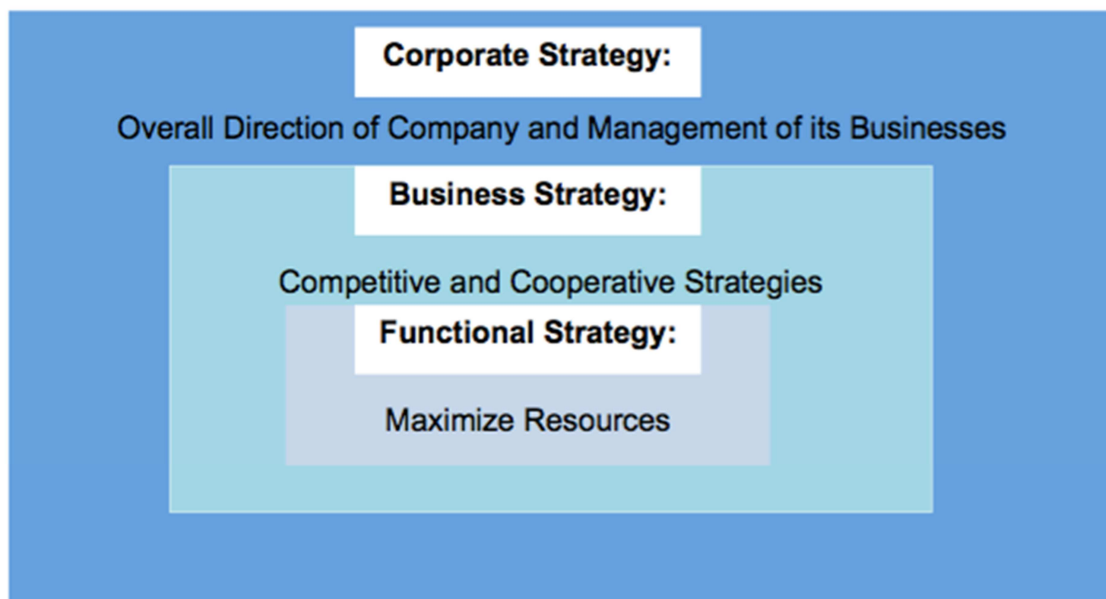 Corporate Strategy:
Overall Direction of Company and Management of its Businesses
Business Strategy:
Competitive and Cooperative Strategies
Functional Strategy:
Maximize Resources